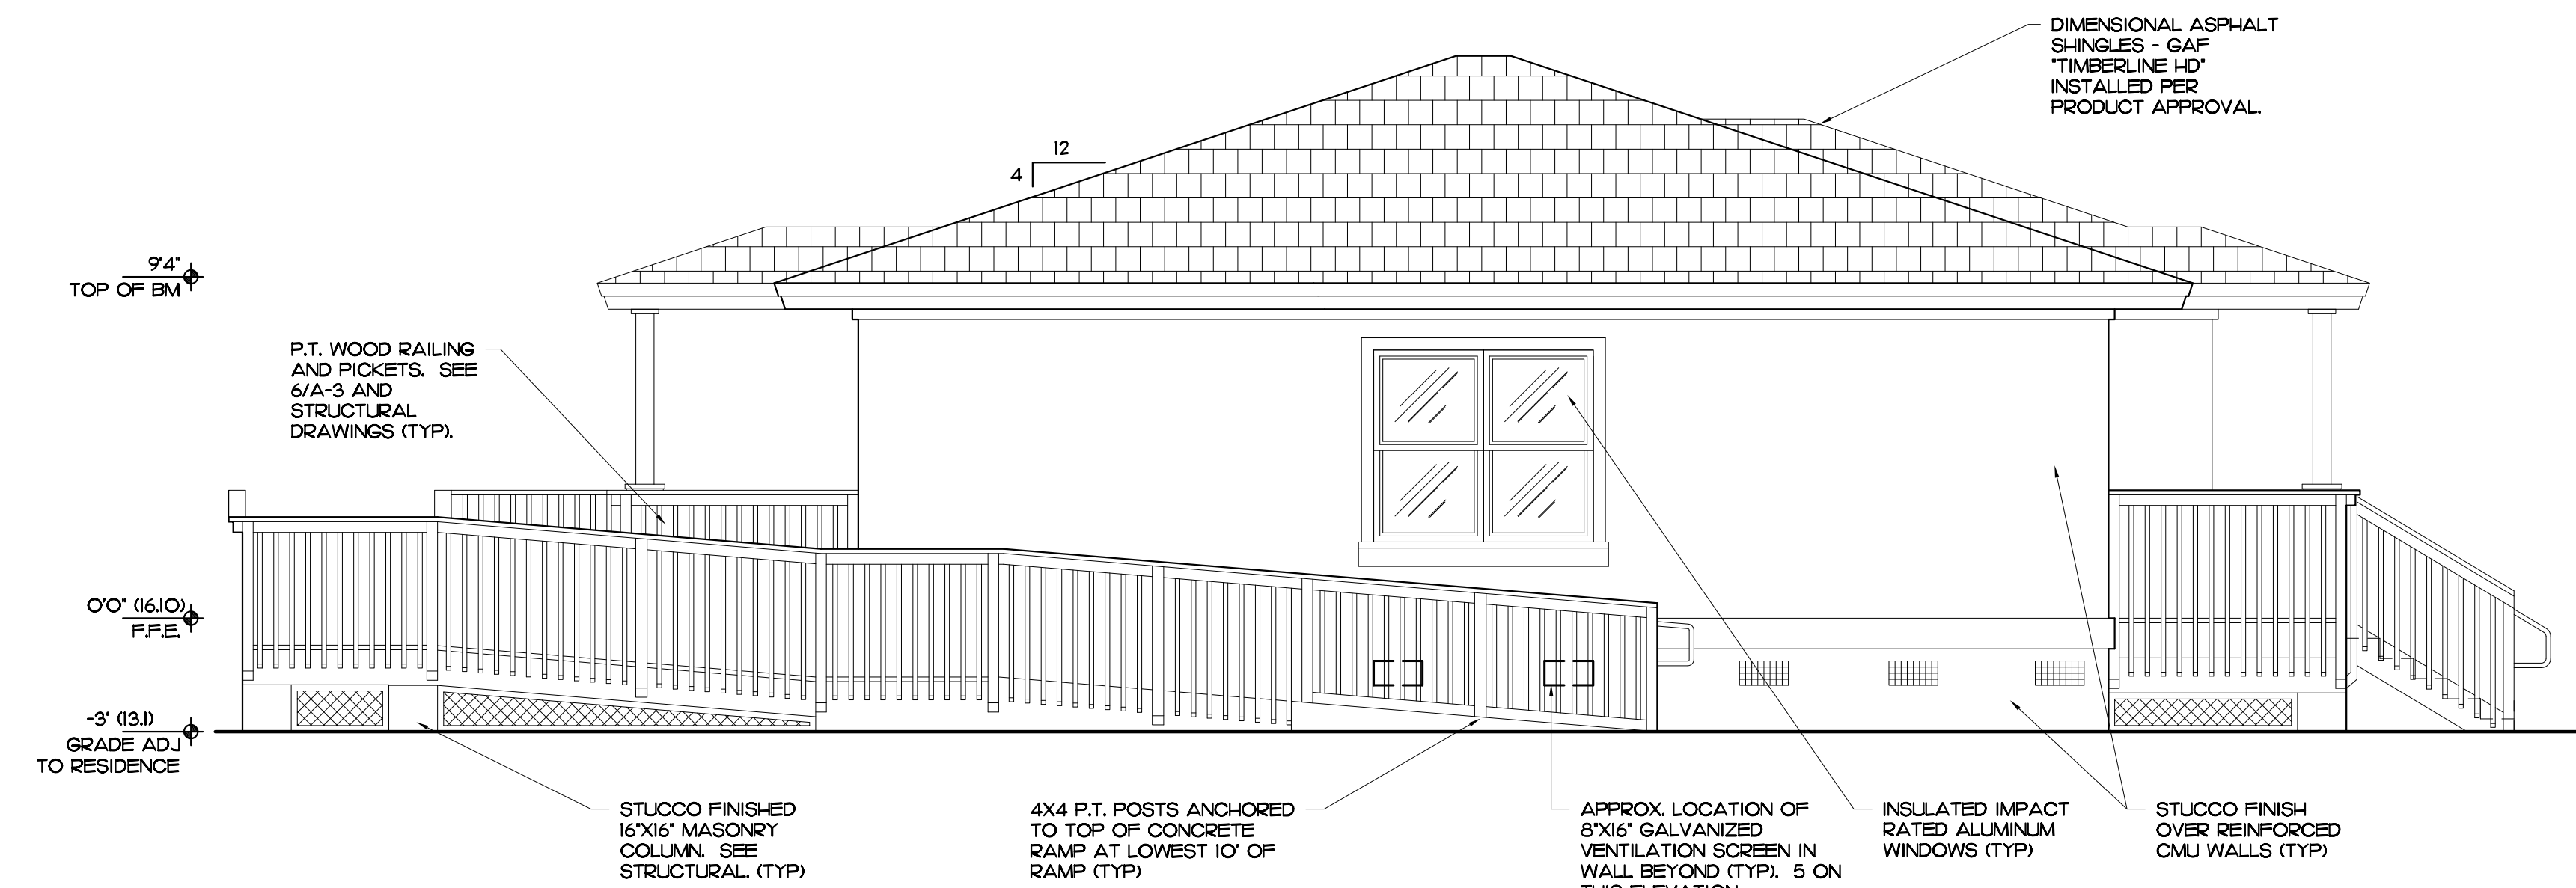 DIMENSIONAL ASPHALT
SHINGLES - GAF
"TIMBERLINE HD"
INSTALLED PER
PRODUCT APPROVAL.
12
4
9'4"
TOP OF BM
P.T. WOOD RAILING
AND PICKETS. SEE
6/A-3 AND
STRUCTURAL
DRAWINGS (TYP).
0'0" (16.10)
F.F.E.
-3' (13.1)
GRADE ADJ
TO RESIDENCE
STUCCO FINISHED
16"X16" MASONRY
COLUMN. SEE
STRUCTURAL. (TYP)
4X4 P.T. POSTS ANCHORED
TO TOP OF CONCRETE
RAMP AT LOWEST 10' OF
RAMP (TYP)
APPROX. LOCATION OF
8"X16" GALVANIZED
VENTILATION SCREEN IN
WALL BEYOND (TYP). 5 ON
THIS ELEVATION
INSULATED IMPACT
RATED ALUMINUM
WINDOWS (TYP)
STUCCO FINISH
OVER REINFORCED
CMU WALLS (TYP)